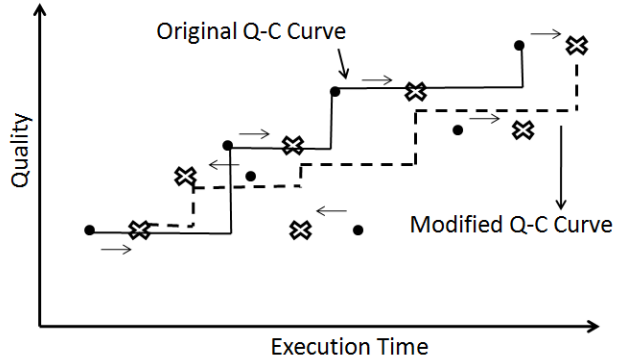 Original Q-C Curve
Quality
Modified Q-C Curve
Execution Time